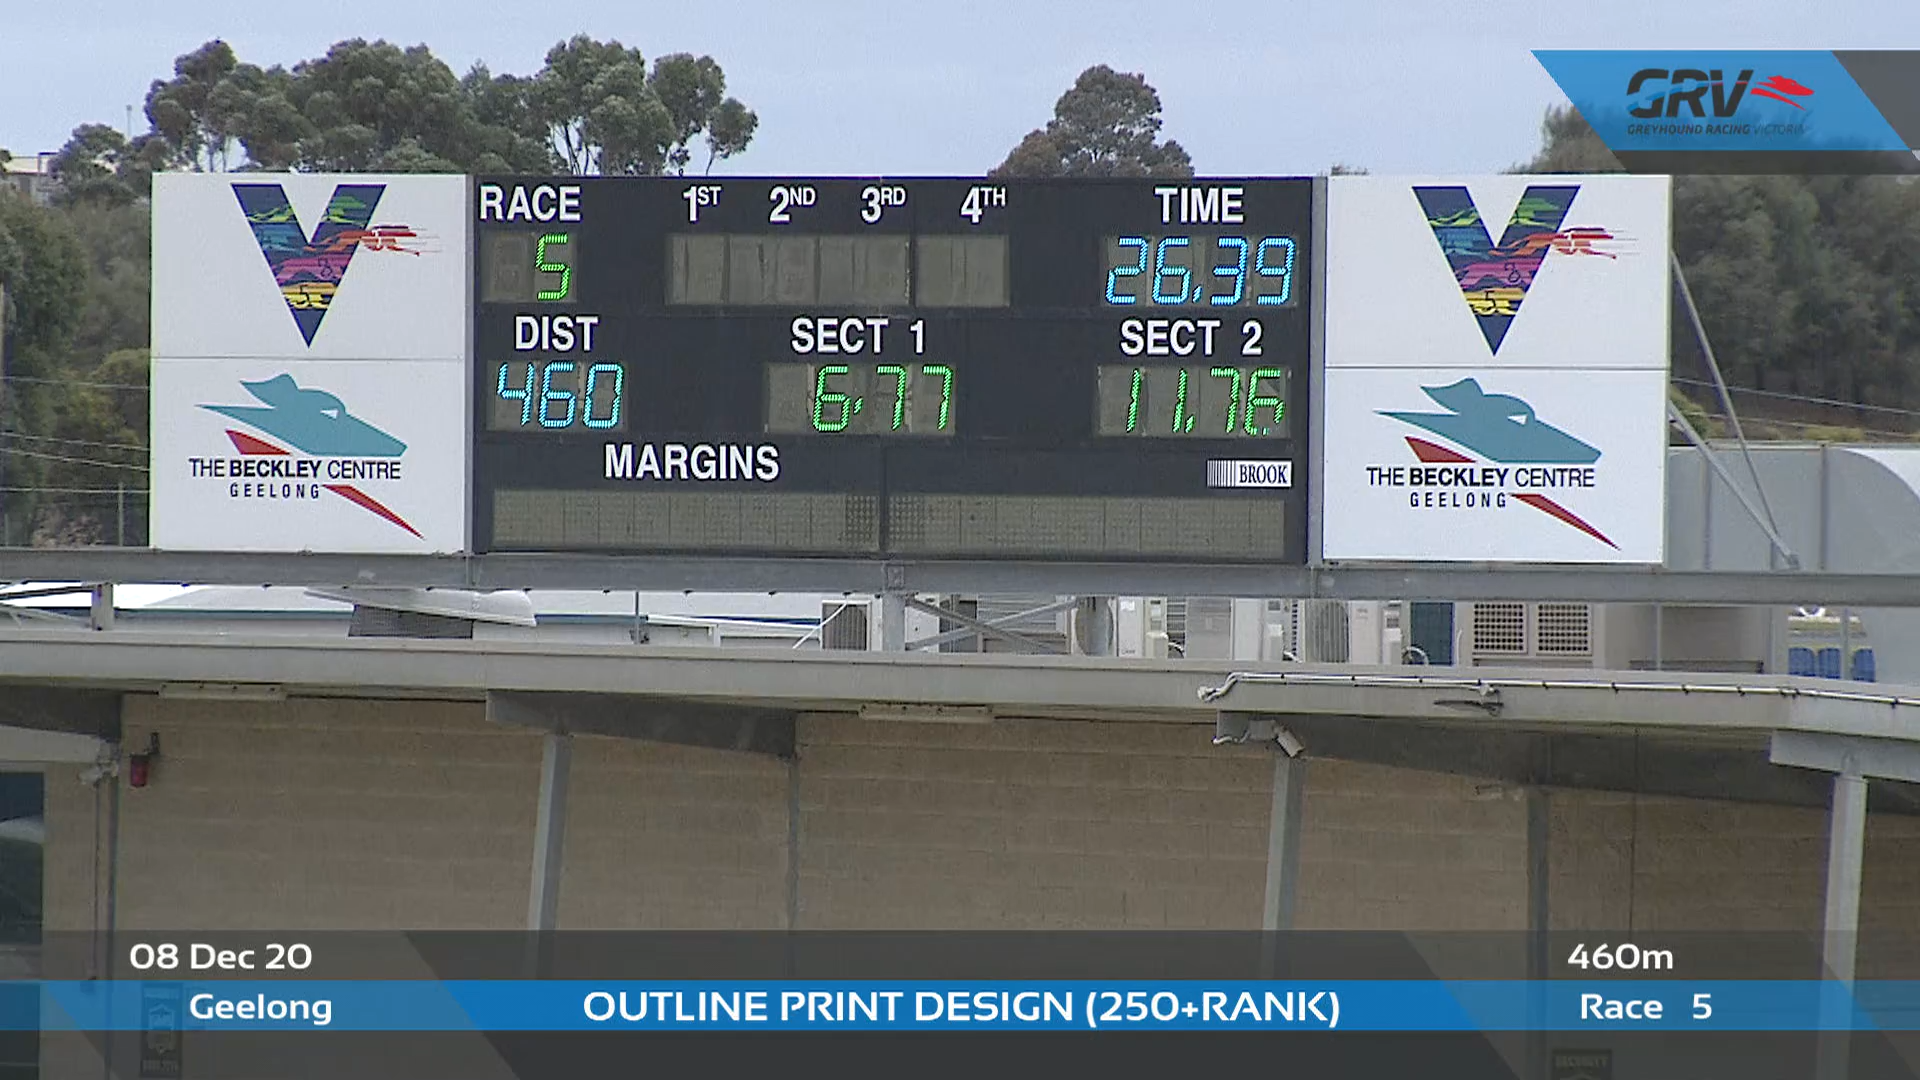 GRV
GREYHOUND RACING VICTORIA
RACE 1ST 2ND 3RD 4TH TIME
5 26.39
DIST SECT 1 SECT 2
460 6.77 11.76
MARGINS
BROOK
THE BECKLEY CENTRE
GEELONG
THE BECKLEY CENTRE
GEELONG
08 Dec 20
460m
Geelong
OUTLINE PRINT DESIGN (250+RANK)
Race 5